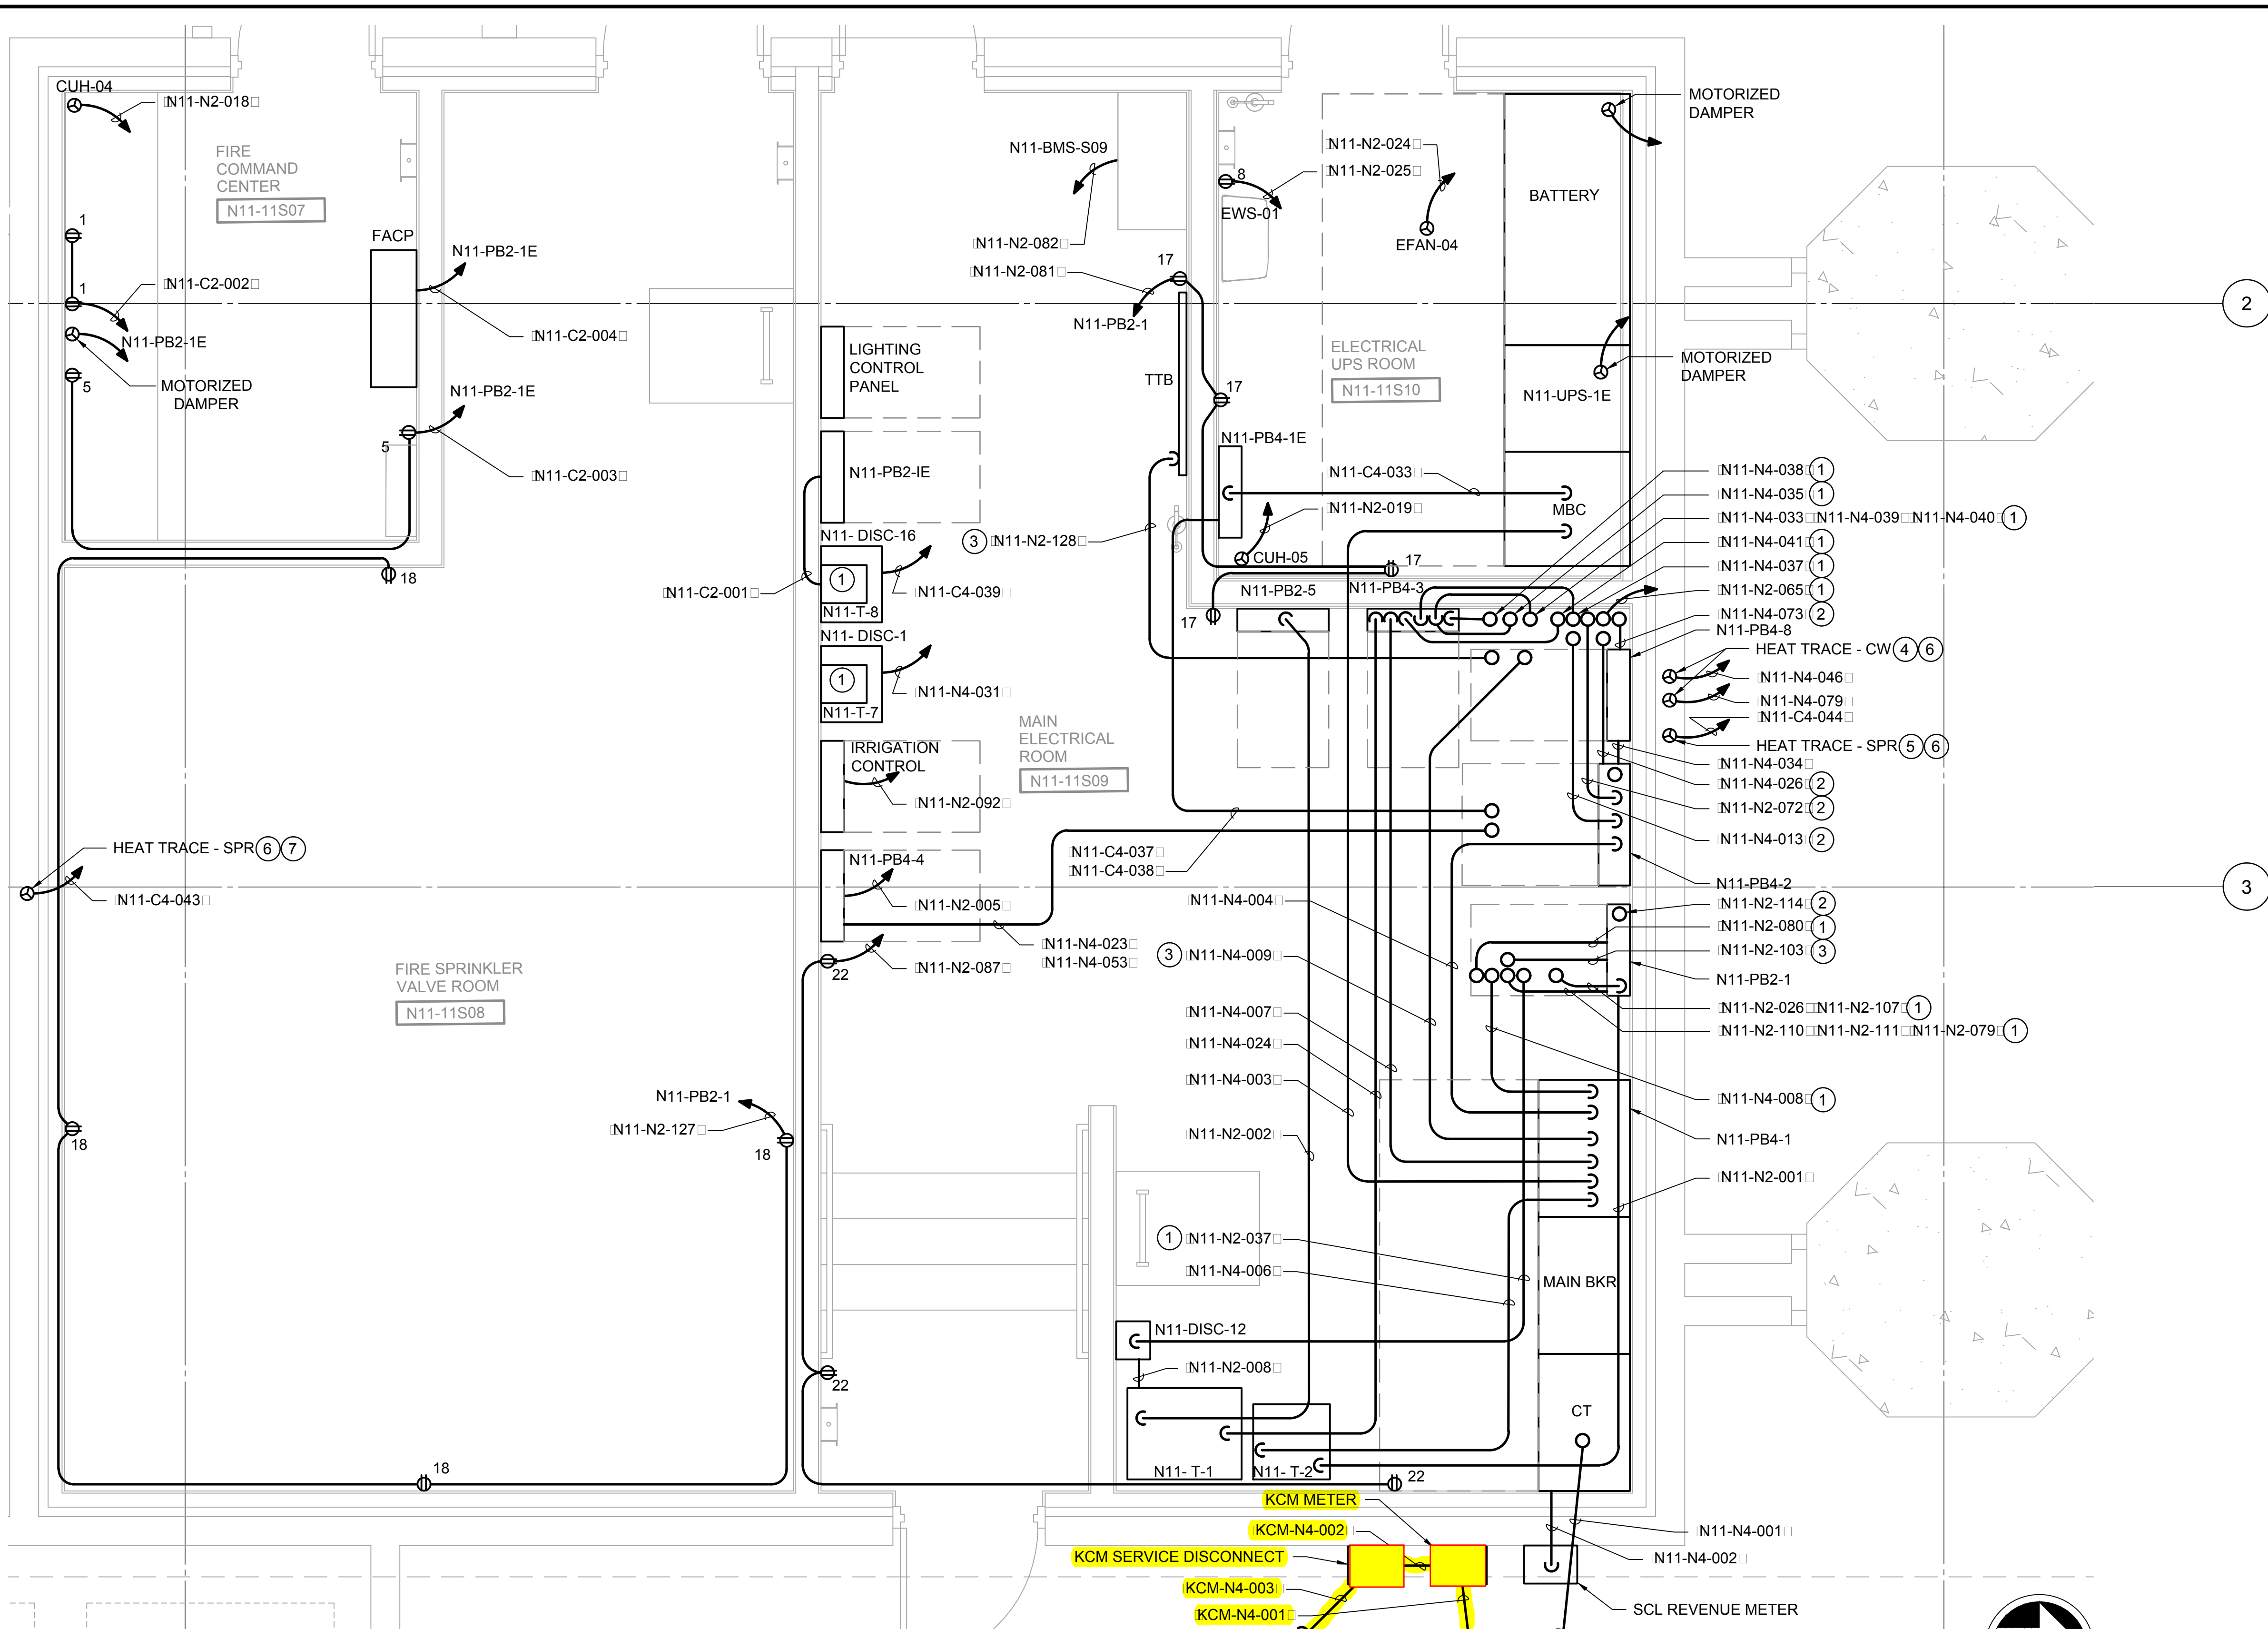 CUH-04
N11-N2-018
FIRE
COMMAND
CENTER
N11-11S07
1
1
N11-C2-002
N11-PB2-1E
MOTORIZED
DAMPER
5
FACP
N11-PB2-1E
N11-C2-004
N11-PB2-1E
5
N11-C2-003
18
HEAT TRACE - SPR 6 7
N11-C4-043
FIRE SPRINKLER
VALVE ROOM
N11-11S08
18
N11-PB2-1
N11-N2-127
18
18
LIGHTING
CONTROL
PANEL
N11-PB2-IE
N11- DISC-16
1
N11-T-8
N11-C2-001
N11-C4-039
N11- DISC-1
1
N11-T-7
N11-N4-031
MAIN
ELECTRICAL
ROOM
N11-11S09
IRRIGATION
CONTROL
N11-N2-092
N11-PB4-4
N11-N2-005
N11-N2-087
22
N11-C4-037
N11-C4-038
N11-N4-023
N11-N4-053
22
N11-BMS-S09
N11-N2-082
N11-N2-081
17
N11-PB2-1
TTB
17
3 N11-N2-128
17
17
8
EWS-01
N11-N2-024
N11-N2-025
EFAN-04
ELECTRICAL
UPS ROOM
N11-11S10
BATTERY
N11-UPS-1E
MBC
MOTORIZED
DAMPER
MOTORIZED
DAMPER
N11-PB4-1E
N11-C4-033
N11-N2-019
CUH-05
N11-PB2-5
N11-PB4-3
N11-N4-038 1
N11-N4-035 1
N11-N4-033 N11-N4-039 N11-N4-040 1
N11-N4-041 1
N11-N4-037 1
N11-N2-065 1
N11-N4-073 2
N11-PB4-8
HEAT TRACE - CW 4 6
N11-N4-046
N11-N4-079
N11-C4-044
HEAT TRACE - SPR 5 6
N11-N4-034
N11-N4-026 2
N11-N2-072 2
N11-N4-013 2
N11-PB4-2
N11-N2-114 2
N11-N2-080 1
N11-N2-103 3
N11-PB2-1
N11-N2-026 N11-N2-107 1
N11-N2-110 N11-N2-111 N11-N2-079 1
N11-N4-008 1
N11-PB4-1
N11-N2-001
N11-N4-004
3 N11-N4-009
N11-N4-007
N11-N4-024
N11-N4-003
N11-N2-002
1 N11-N2-037
N11-N4-006
MAIN BKR
N11-DISC-12
N11-N2-008
CT
N11- T-1
N11- T-2
22
KCM METER
KCM-N4-002
KCM SERVICE DISCONNECT
KCM-N4-003
KCM-N4-001
N11-N4-001
N11-N4-002
SCL REVENUE METER
2
3